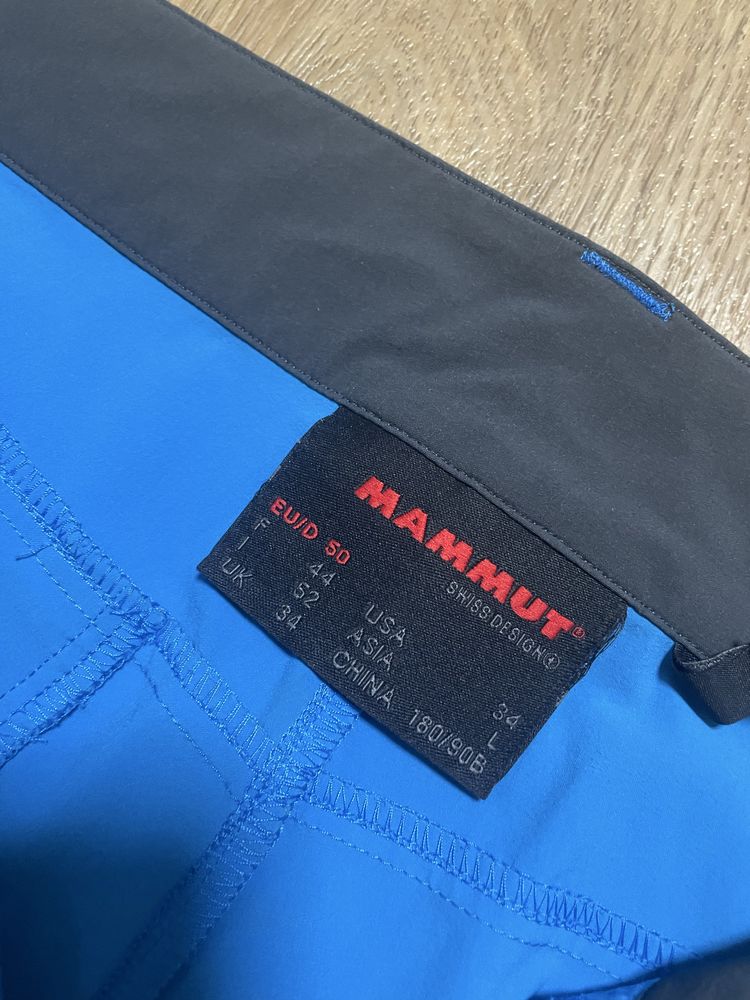 MAMMUT®
SWISS DESIGN
EU/D 50
F 44 USA 34
I 52 ASIA L
UK 34 CHINA 180/90B